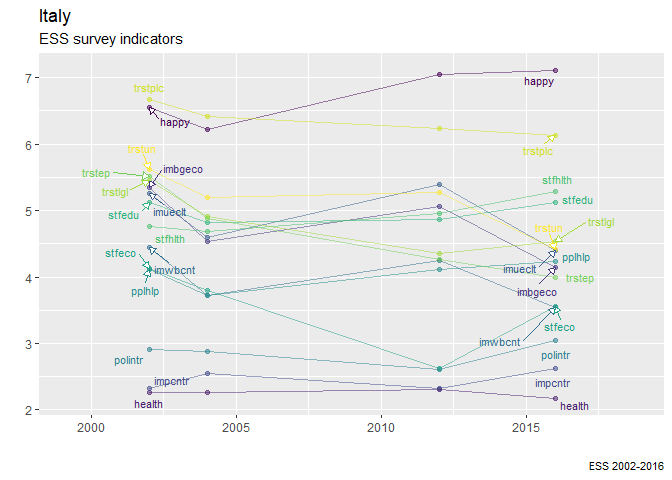 Italy
ESS survey indicators
7
6
5
4
3
2
trstplc
happy
trstun
trstep
imbgeco
trstlgl
stfedu
imueclt
stfhlth
stfeco
imwbcnt
pplhlp
polintr
impcntr
health
happy
trstplc
stfhlth
stfedu
trstun
trstlgl
pplhlp
imueclt
trstep
imbgeco
stfeco
imwbcnt
polintr
impcntr
health
2000
2005
2010
2015
ESS 2002-2016